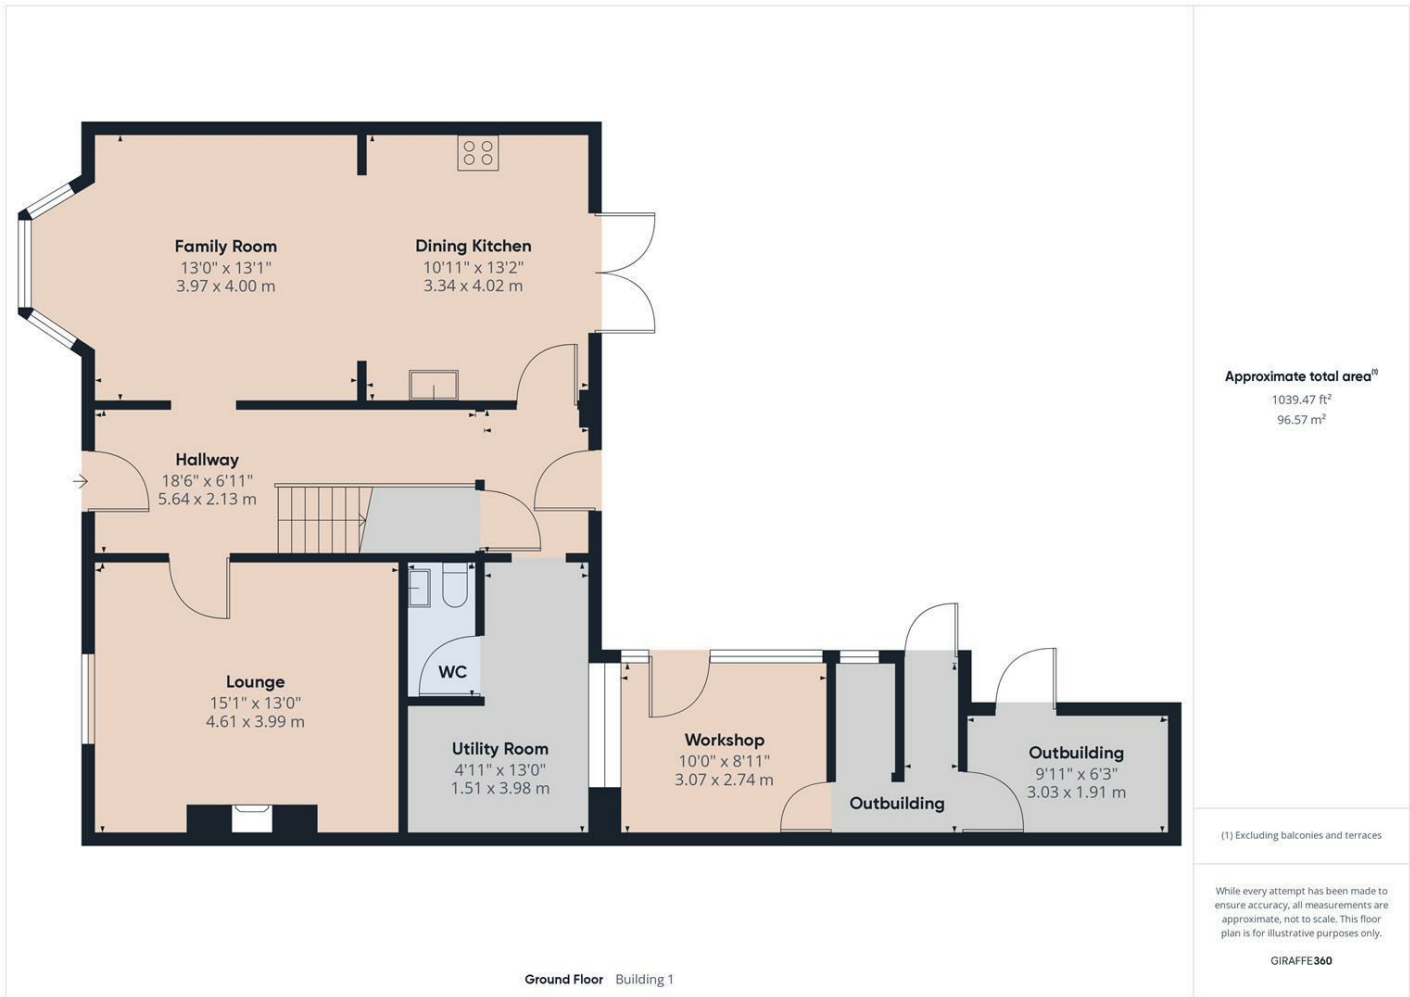 Family Room
13'0" x 13'1"
3.97 x 4.00 m
Dining Kitchen
10'11" x 13'2"
3.34 x 4.02 m
Hallway
18'6" x 6'11"
5.64 x 2.13 m
Lounge
15'1" x 13'0"
4.61 x 3.99 m
WC
Utility Room
4'11" x 13'0"
1.51 x 3.98 m
Workshop
10'0" x 8'11"
3.07 x 2.74 m
Outbuilding
Outbuilding
9'11" x 6'3"
3.03 x 1.91 m
Ground Floor Building 1
Approximate total area⁽¹⁾
1039.47 ft²
96.57 m²
(1) Excluding balconies and terraces
While every attempt has been made to
ensure accuracy, all measurements are
approximate, not to scale. This floor
plan is for illustrative purposes only.
GIRAFFE360